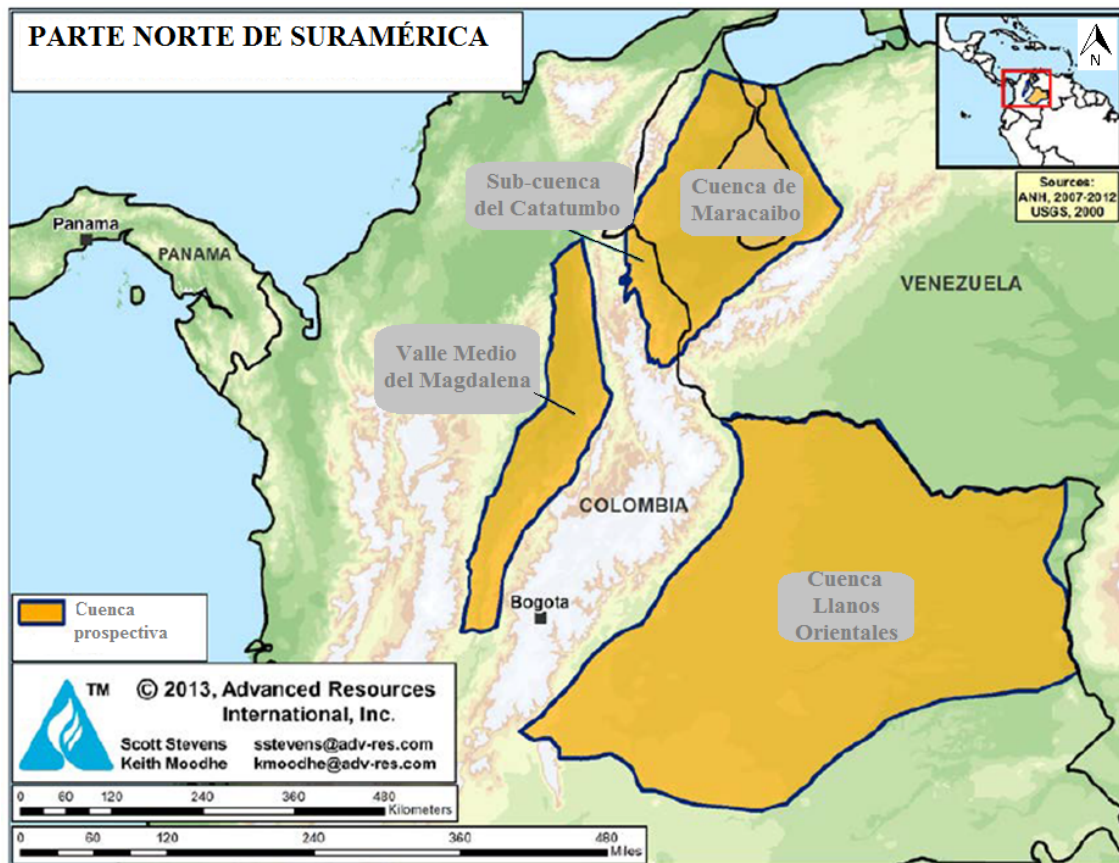 PARTE NORTE DE SURAMÉRICA
N
Sources:
ANH, 2007-2012
USGS, 2000
Sub-cuenca
del Catatumbo
Cuenca de
Maracaibo
Panama
PANAMA
VENEZUELA
Valle Medio
del Magdalena
COLOMBIA
Cuenca
Llanos
Orientales
Bogota
Cuenca
prospectiva
TM
© 2013, Advanced Resources
International, Inc.
Scott Stevens sstevens@adv-res.com
Keith Moodhe kmoodhe@adv-res.com
0 60 120 240 360 480
Kilometers
0 60 120 240 360 480
Miles